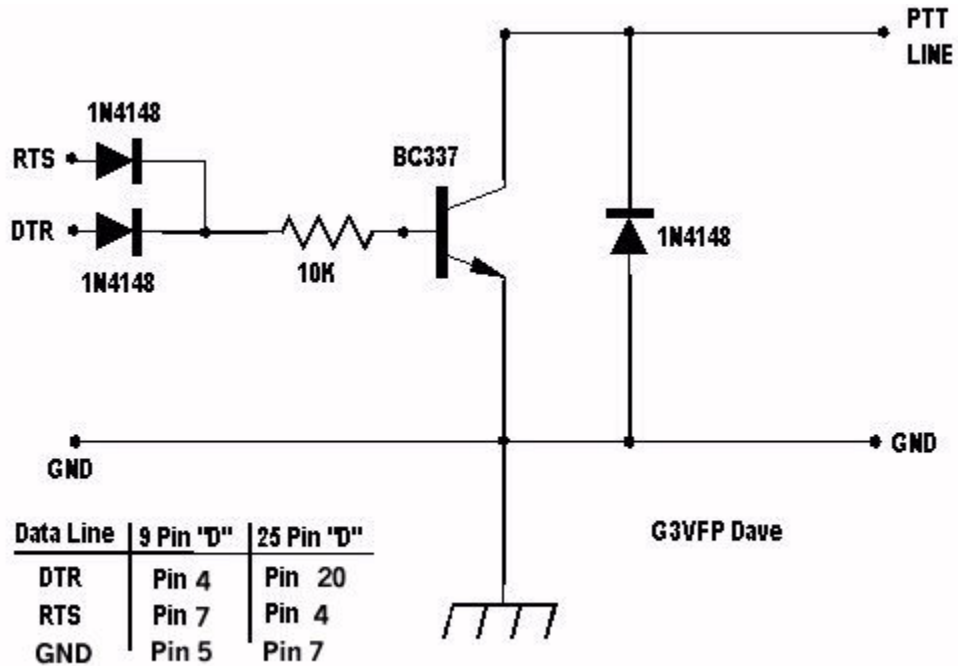 PTT
LINE
1N4148
RTS
BC337
DTR
1N4148
1N4148
10K
GND
GND
G3VFP Dave
Data Line 9 Pin "D" 25 Pin "D"
DTR Pin 4 Pin 20
RTS Pin 7 Pin 4
GND Pin 5 Pin 7